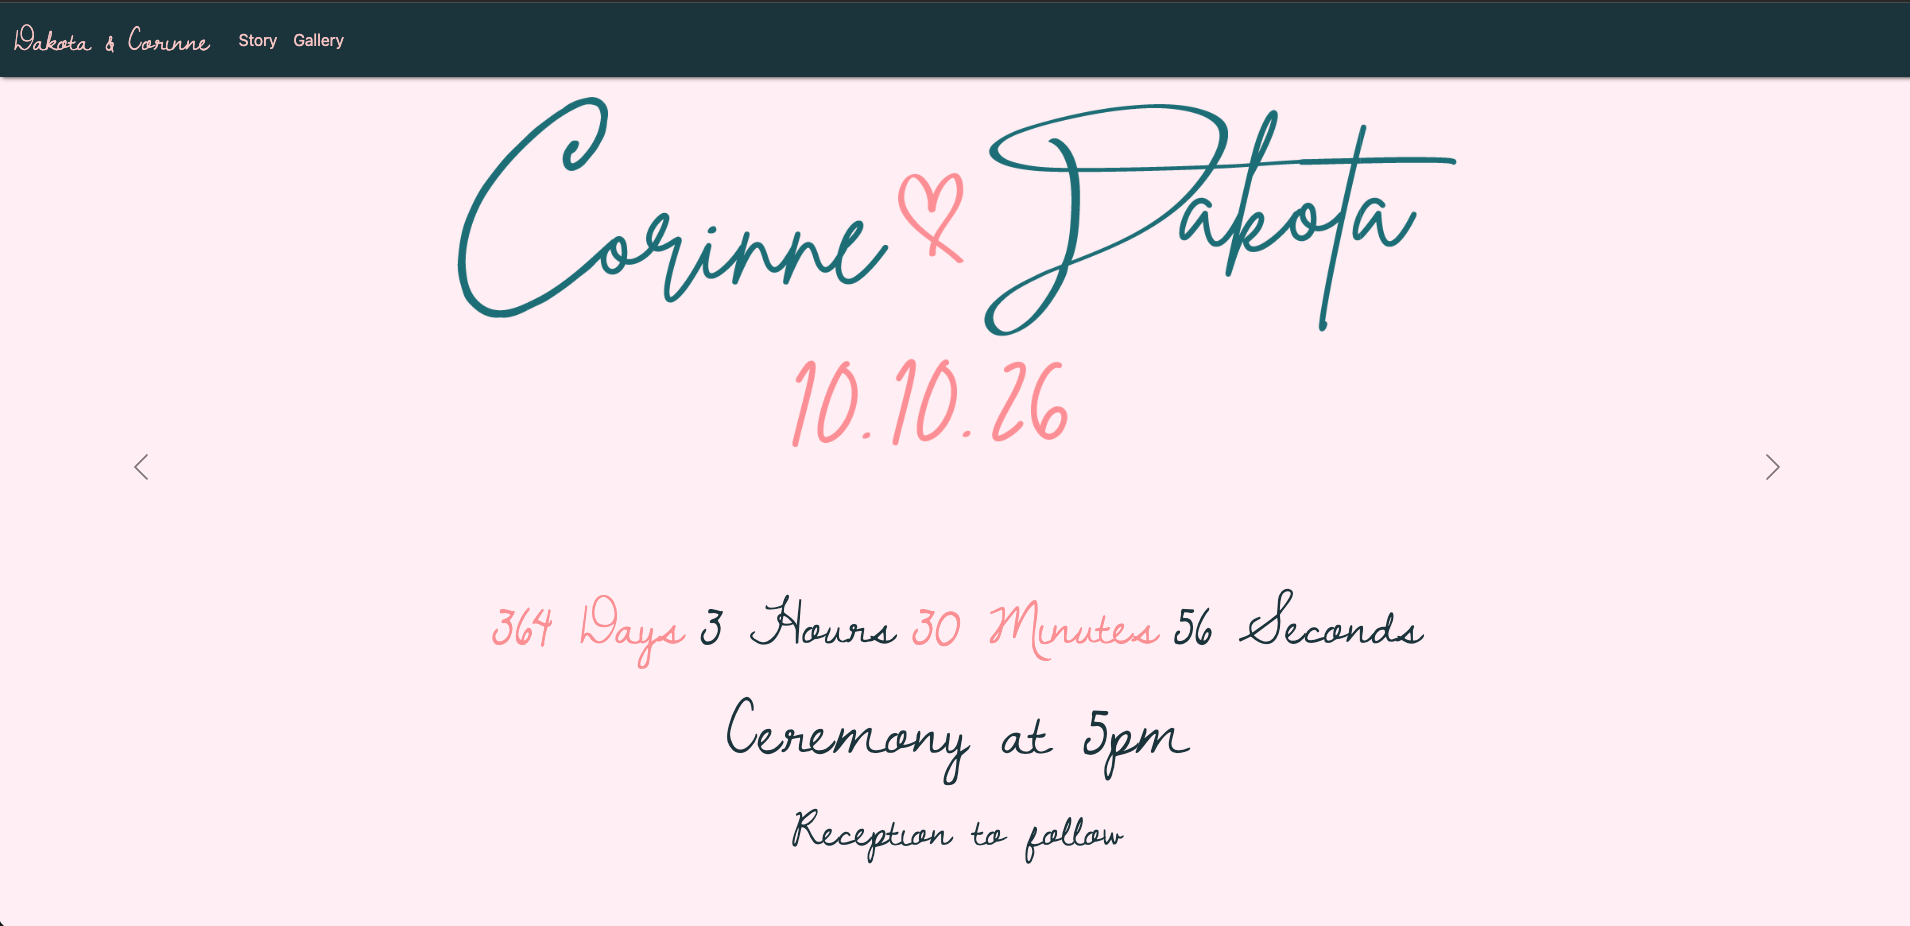 Dakota & Corinne Story Gallery
Corinne Dakota
10.10.26
364 Days 3 Hours 30 Minutes 56 Seconds
Ceremony at 5pm
Reception to follow